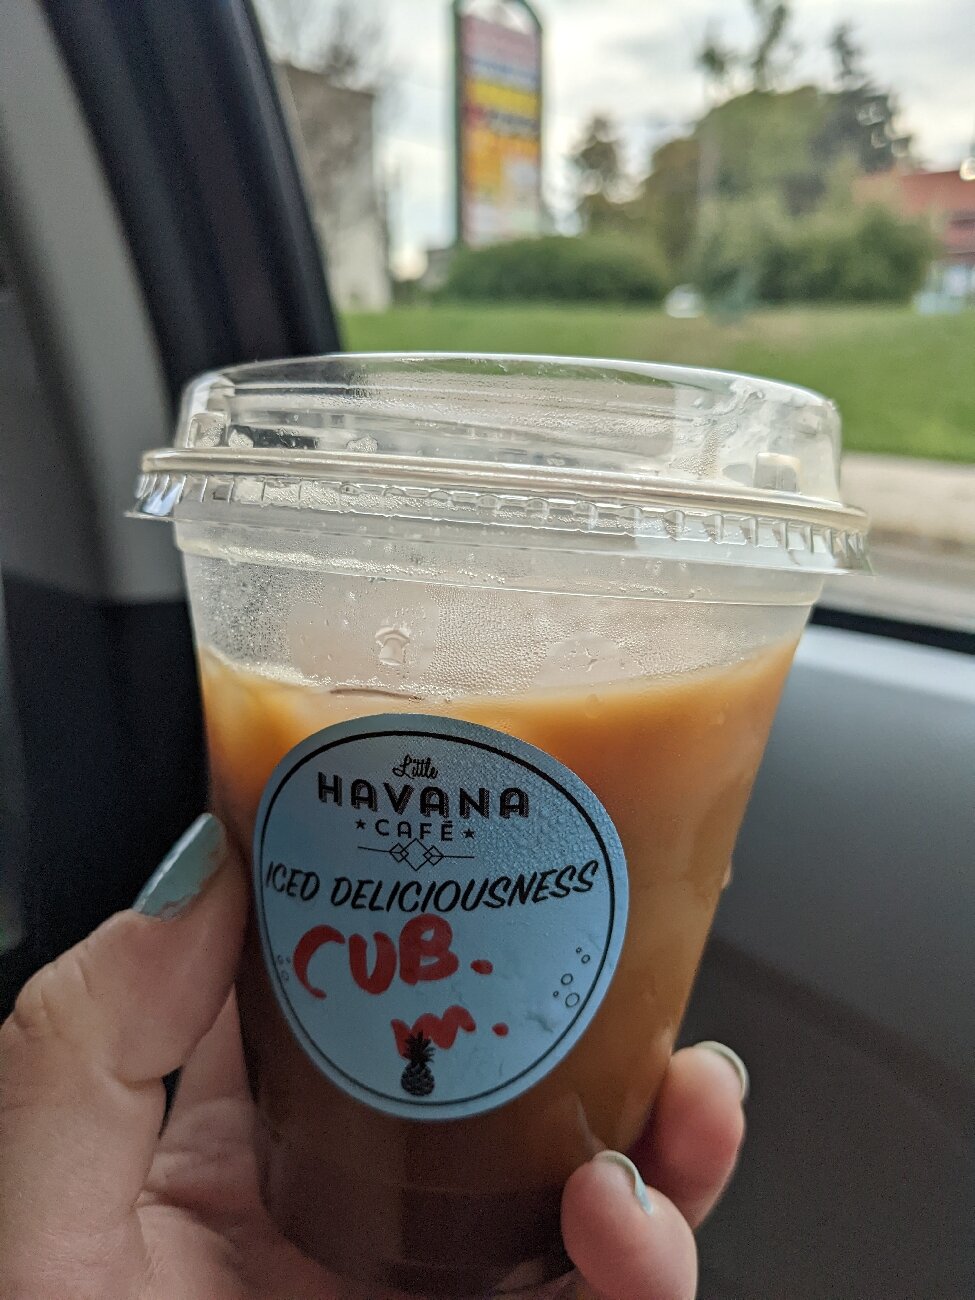 Little
HAVANA
CAFÉ
ICED DELICIOUSNESS
CUB.
m.